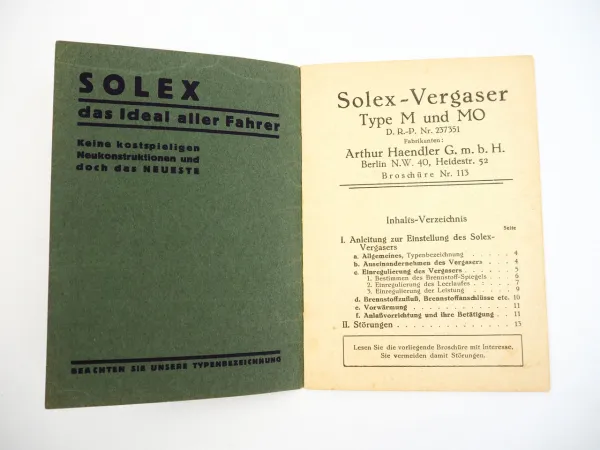 SOLEX
das Ideal aller Fahrer
Keine kostspieligen
Neukonstruktionen und
doch das NEUESTE
BEACHTEN SIE UNSERE TYPENBEZEICHNUNG
Solex-Vergaser
Type M und MO
D. R.-P. Nr. 237351
Fabrikanten:
Arthur Haendler G. m. b. H.
Berlin N.W. 40, Heidestr. 52
Broschüre Nr. 113
Inhalts-Verzeichnis
Seite
I. Anleitung zur Einstellung des Solex-
Vergasers
a. Allgemeines, Typenbezeichnung . . . . . 4
b. Auseinandernehmen des Vergasers . . . . 4
c. Einregulierung des Vergasers . . . . . . . 5
1. Bestimmen des Brennstoff-Spiegels . . . . 6
2. Einregulierung des Leerlaufes . . . . . 7
3. Einregulierung der Leistung . . . . . . 8
d. Brennstoffzufluß, Brennstoffanschlüsse etc. 10
e. Vorwärmung . . . . . . . . . . . 11
f. Anlaßvorrichtung und ihre Betätigung . . 11
II. Störungen . . . . . . . . . . . . . 13
Lesen Sie die vorliegende Broschüre mit Interesse,
Sie vermeiden damit Störungen.